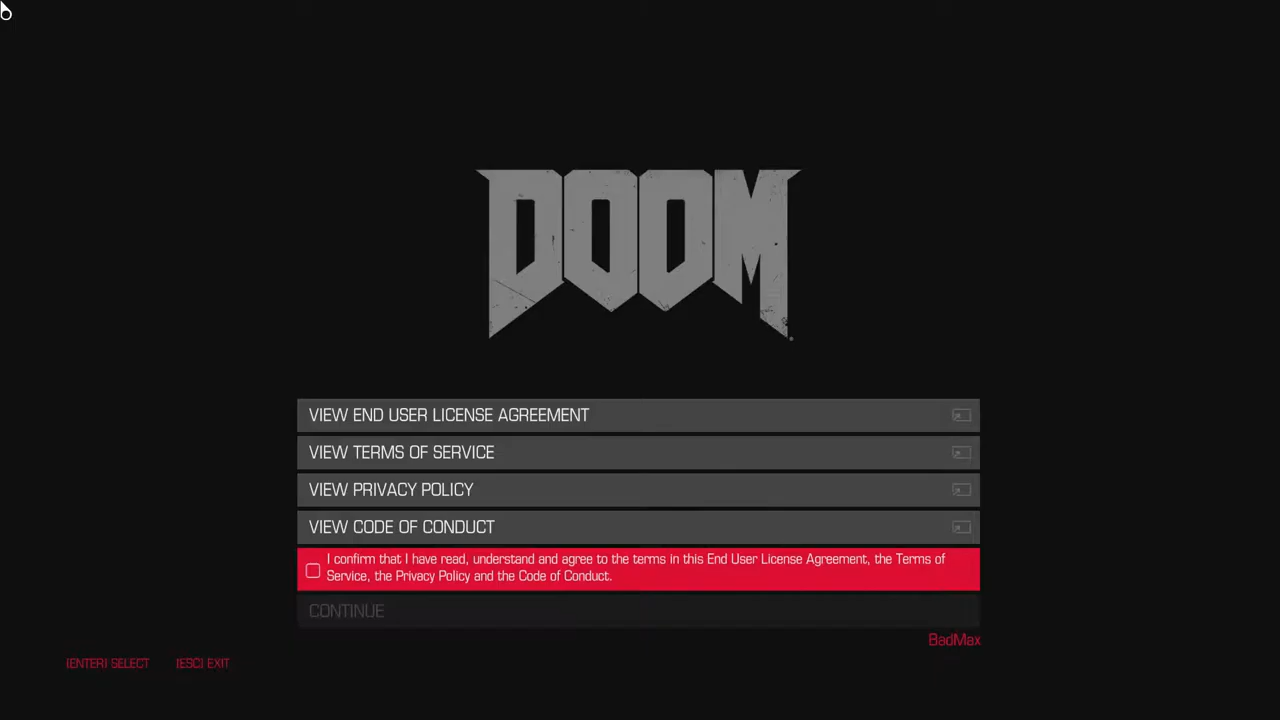 DOOM
VIEW END USER LICENSE AGREEMENT
VIEW TERMS OF SERVICE
VIEW PRIVACY POLICY
VIEW CODE OF CONDUCT
I confirm that I have read, understand and agree to the terms in this End User License Agreement, the Terms of
Service, the Privacy Policy and the Code of Conduct.
CONTINUE
BadMax
[ENTER] SELECT [ESC] EXIT